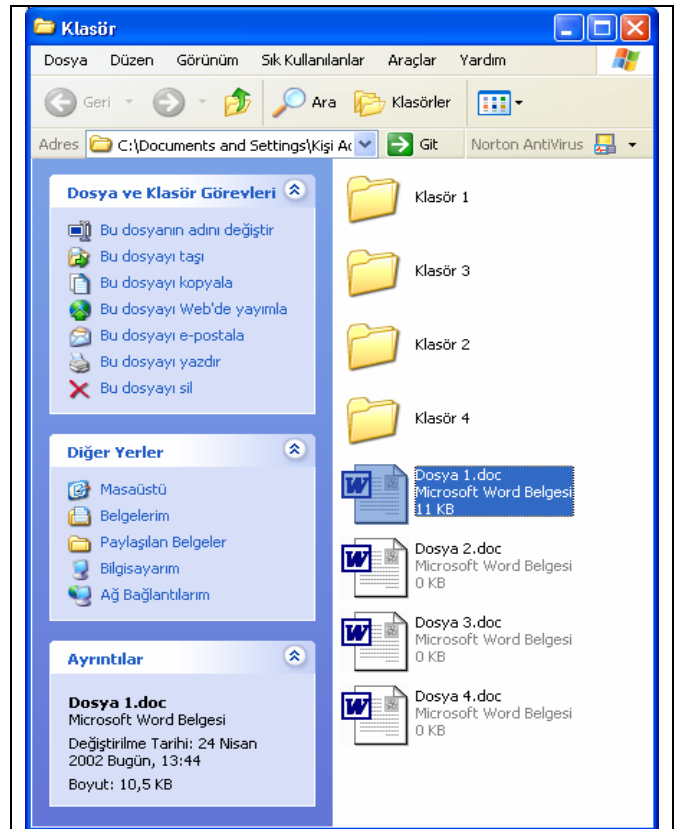 Klasör
Dosya Düzen Görünüm Sık Kullanılanlar Araçlar Yardım
Geri Ara Klasörler
Adres C:\Documents and Settings\Kişi Ac Git Norton AntiVirus
Dosya ve Klasör Görevleri
Bu dosyanın adını değiştir
Bu dosyayı taşı
Bu dosyayı kopyala
Bu dosyayı Web'de yayımla
Bu dosyayı e-postala
Bu dosyayı yazdır
Bu dosyayı sil
Diğer Yerler
Masaüstü
Belgelerim
Paylaşılan Belgeler
Bilgisayarım
Ağ Bağlantılarım
Ayrıntılar
Dosya 1.doc
Microsoft Word Belgesi
Değiştirilme Tarihi: 24 Nisan
2002 Bugün, 13:44
Boyut: 10,5 KB
Klasör 1
Klasör 3
Klasör 2
Klasör 4
Dosya 1.doc
Microsoft Word Belgesi
11 KB
Dosya 2.doc
Microsoft Word Belgesi
0 KB
Dosya 3.doc
Microsoft Word Belgesi
0 KB
Dosya 4.doc
Microsoft Word Belgesi
0 KB